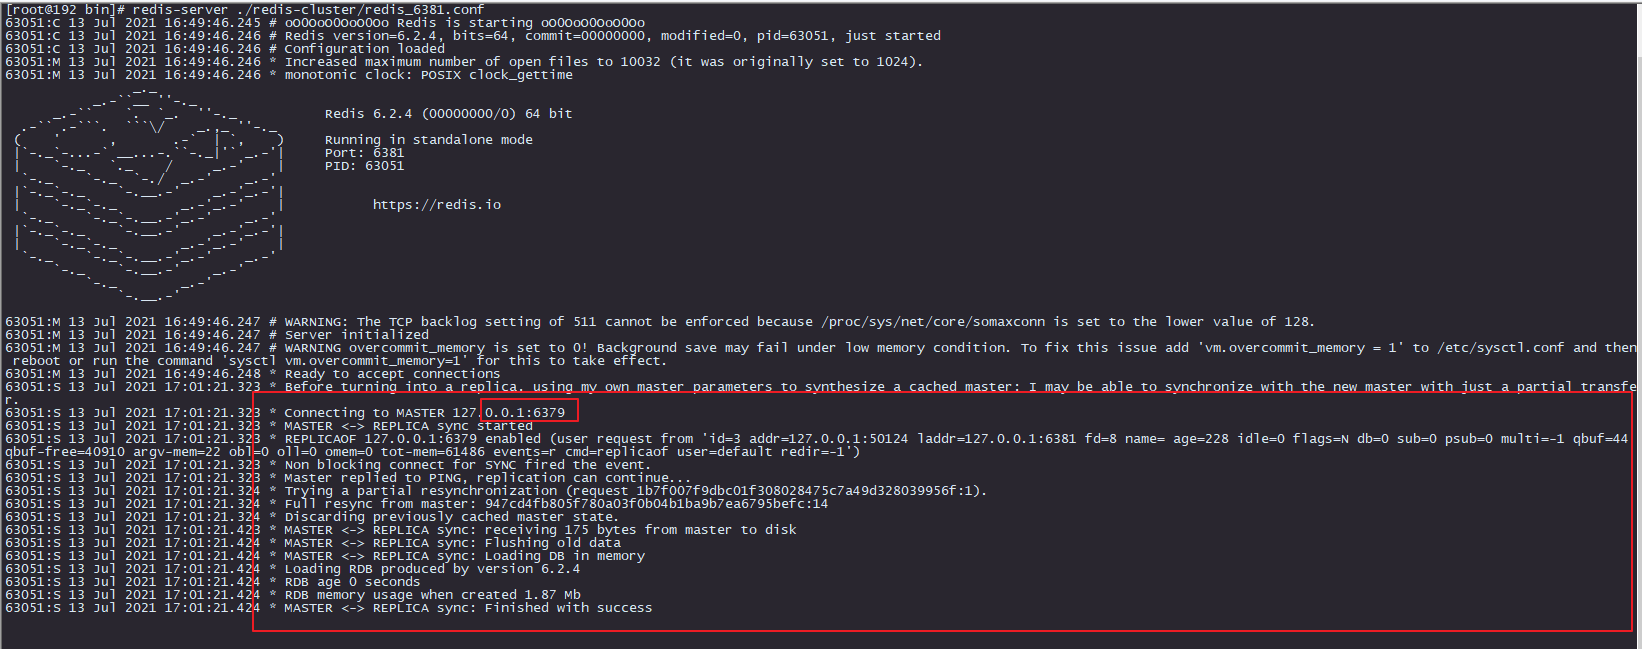 [root@192 bin]# redis-server ./redis-cluster/redis_6381.conf
63051:C 13 Jul 2021 16:49:46.245 # oO0OoO0OoO0Oo Redis is starting oO0OoO0OoO0Oo
63051:C 13 Jul 2021 16:49:46.246 # Redis version=6.2.4, bits=64, commit=00000000, modified=0, pid=63051, just started
63051:C 13 Jul 2021 16:49:46.246 # Configuration loaded
63051:M 13 Jul 2021 16:49:46.246 * Increased maximum number of open files to 10032 (it was originally set to 1024).
63051:M 13 Jul 2021 16:49:46.246 * monotonic clock: POSIX clock_gettime
Redis 6.2.4 (00000000/0) 64 bit
Running in standalone mode
Port: 6381
PID: 63051
https://redis.io
63051:M 13 Jul 2021 16:49:46.247 # WARNING: The TCP backlog setting of 511 cannot be enforced because /proc/sys/net/core/somaxconn is set to the lower value of 128.
63051:M 13 Jul 2021 16:49:46.247 # Server initialized
63051:M 13 Jul 2021 16:49:46.247 # WARNING overcommit_memory is set to 0! Background save may fail under low memory condition. To fix this issue add 'vm.overcommit_memory = 1' to /etc/sysctl.conf and then
reboot or run the command 'sysctl vm.overcommit_memory=1' for this to take effect.
63051:M 13 Jul 2021 16:49:46.248 * Ready to accept connections
63051:S 13 Jul 2021 17:01:21.323 * Before turning into a replica, using my own master parameters to synthesize a cached master: I may be able to synchronize with the new master with just a partial transfe
r.
63051:S 13 Jul 2021 17:01:21.323 * Connecting to MASTER 127.0.0.1:6379
63051:S 13 Jul 2021 17:01:21.323 * MASTER <-> REPLICA sync started
63051:S 13 Jul 2021 17:01:21.323 * REPLICAOF 127.0.0.1:6379 enabled (user request from 'id=3 addr=127.0.0.1:50124 laddr=127.0.0.1:6381 fd=8 name= age=228 idle=0 flags=N db=0 sub=0 psub=0 multi=-1 qbuf=44
qbuf-free=40910 argv-mem=22 obl=0 oll=0 omem=0 tot-mem=61486 events=r cmd=replicaof user=default redir=-1')
63051:S 13 Jul 2021 17:01:21.323 * Non blocking connect for SYNC fired the event.
63051:S 13 Jul 2021 17:01:21.323 * Master replied to PING, replication can continue...
63051:S 13 Jul 2021 17:01:21.324 * Trying a partial resynchronization (request 1b7f007f9dbc01f308028475c7a49d328039956f:1).
63051:S 13 Jul 2021 17:01:21.324 * Full resync from master: 947cd4fb805f780a03f0b04b1ba9b7ea6795befc:14
63051:S 13 Jul 2021 17:01:21.324 * Discarding previously cached master state.
63051:S 13 Jul 2021 17:01:21.423 * MASTER <-> REPLICA sync: receiving 175 bytes from master to disk
63051:S 13 Jul 2021 17:01:21.424 * MASTER <-> REPLICA sync: Flushing old data
63051:S 13 Jul 2021 17:01:21.424 * MASTER <-> REPLICA sync: Loading DB in memory
63051:S 13 Jul 2021 17:01:21.424 * Loading RDB produced by version 6.2.4
63051:S 13 Jul 2021 17:01:21.424 * RDB age 0 seconds
63051:S 13 Jul 2021 17:01:21.424 * RDB memory usage when created 1.87 Mb
63051:S 13 Jul 2021 17:01:21.424 * MASTER <-> REPLICA sync: Finished with success